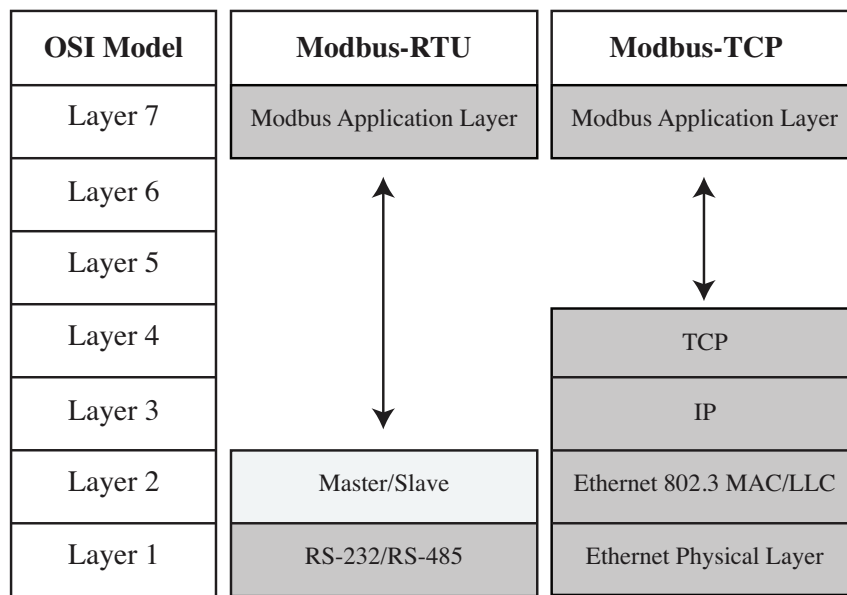 OSI Model Modbus-RTU Modbus-TCP
Layer 7 Modbus Application Layer Modbus Application Layer
Layer 6
Layer 5
Layer 4 TCP
Layer 3 IP
Layer 2 Master/Slave Ethernet 802.3 MAC/LLC
Layer 1 RS-232/RS-485 Ethernet Physical Layer